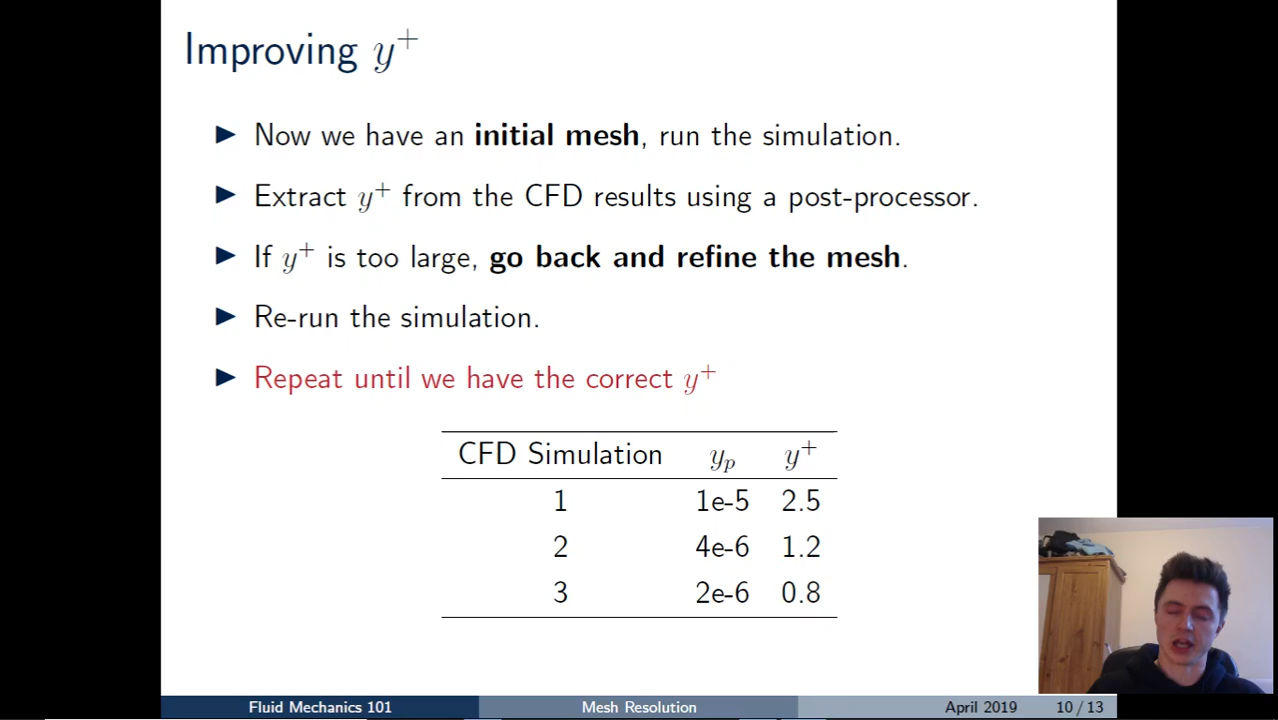 Improving y⁺
▶ Now we have an initial mesh, run the simulation.
▶ Extract y⁺ from the CFD results using a post-processor.
▶ If y⁺ is too large, go back and refine the mesh.
▶ Re-run the simulation.
▶ Repeat until we have the correct y⁺
CFD Simulation yₚ y⁺
1 1e-5 2.5
2 4e-6 1.2
3 2e-6 0.8
Fluid Mechanics 101 Mesh Resolution April 2019 10 / 13